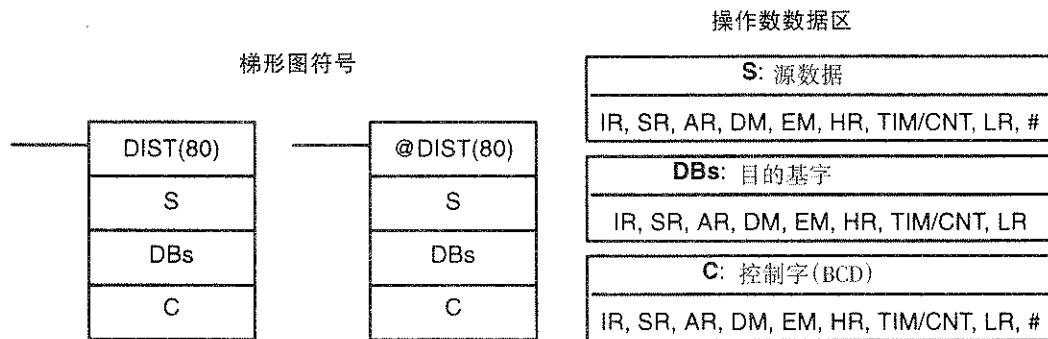 操作数数据区
梯形图符号
S: 源数据
IR, SR, AR, DM, EM, HR, TIM/CNT, LR, #
DIST(80)
@DIST(80)
DBs: 目的基字
S
S
IR, SR, AR, DM, EM, HR, TIM/CNT, LR
DBs
DBs
C: 控制字(BCD)
C
C
IR, SR, AR, DM, EM, HR, TIM/CNT, LR, #